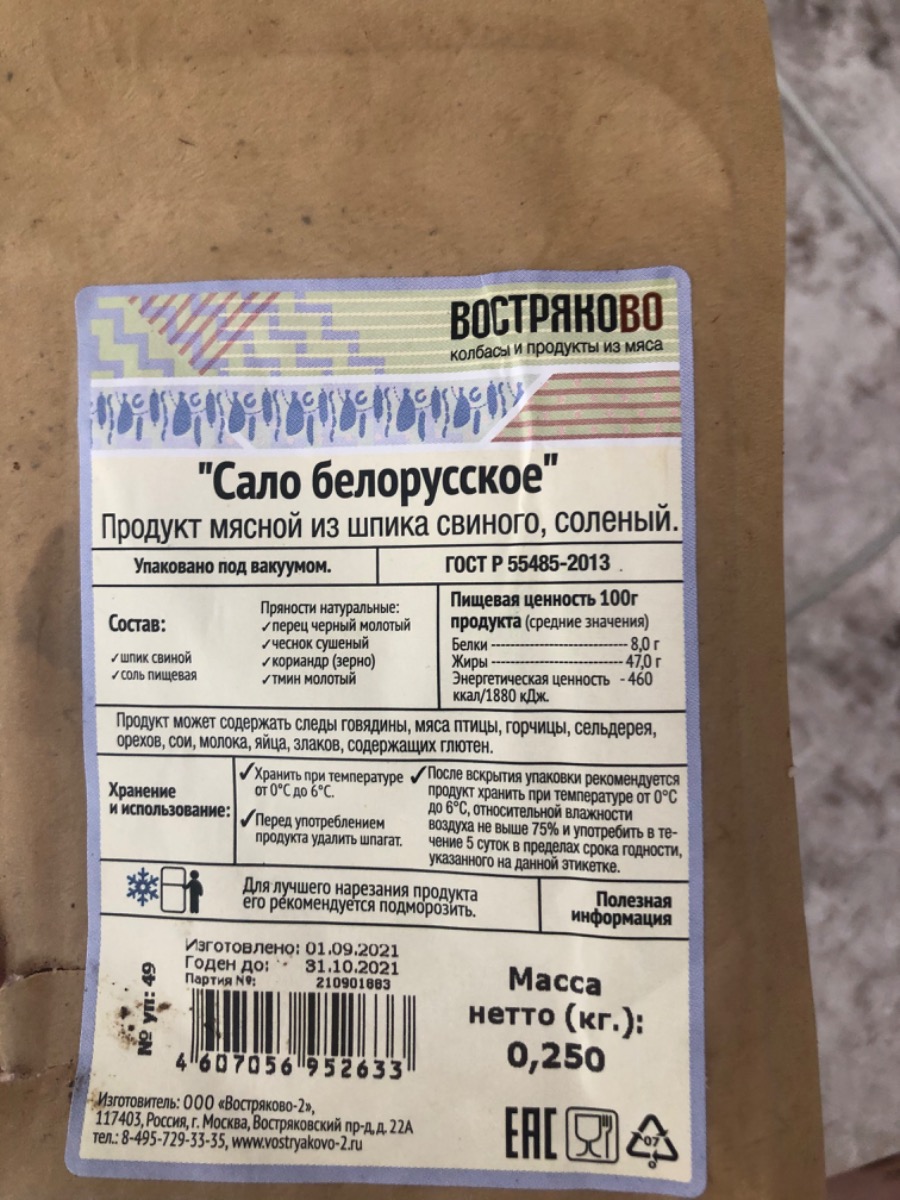 ВОСТРЯКОВО
колбасы и продукты из мяса
"Сало белорусское"
Продукт мясной из шпика свиного, соленый.
Упаковано под вакуумом.
ГОСТ Р 55485-2013
Состав:
✓шпик свиной
✓соль пищевая
Пряности натуральные:
✓перец черный молотый
✓чеснок сушеный
✓кориандр (зерно)
✓тмин молотый
Пищевая ценность 100г
продукта (средние значения)
Белки 8,0 г
Жиры 47,0 г
Энергетическая ценность - 460
ккал/1880 кДж.
Продукт может содержать следы говядины, мяса птицы, горчицы, сельдерея,
орехов, сои, молока, яйца, злаков, содержащих глютен.
Хранение
и использование:
✓Хранить при температуре
от 0°С до 6°С.
✓Перед употреблением
продукта удалить шпагат.
✓После вскрытия упаковки рекомендуется
продукт хранить при температуре от 0°С
до 6°С, относительной влажности
воздуха не выше 75% и употребить в те-
чение 5 суток в пределах срока годности,
указанного на данной этикетке.
Для лучшего нарезания продукта
его рекомендуется подморозить.
Полезная
информация
Изготовлено: 01.09.2021
Годен до: 31.10.2021
Партия №: 210901883
№ уп: 49
4 607056 952633
Масса
нетто (кг.):
0,250
Изготовитель: ООО «Востряково-2»,
117403, Россия, г. Москва, Востряковский пр-д, д. 22А
тел.: 8-495-729-33-35, www.vostryakovo-2.ru
ЕАС
07